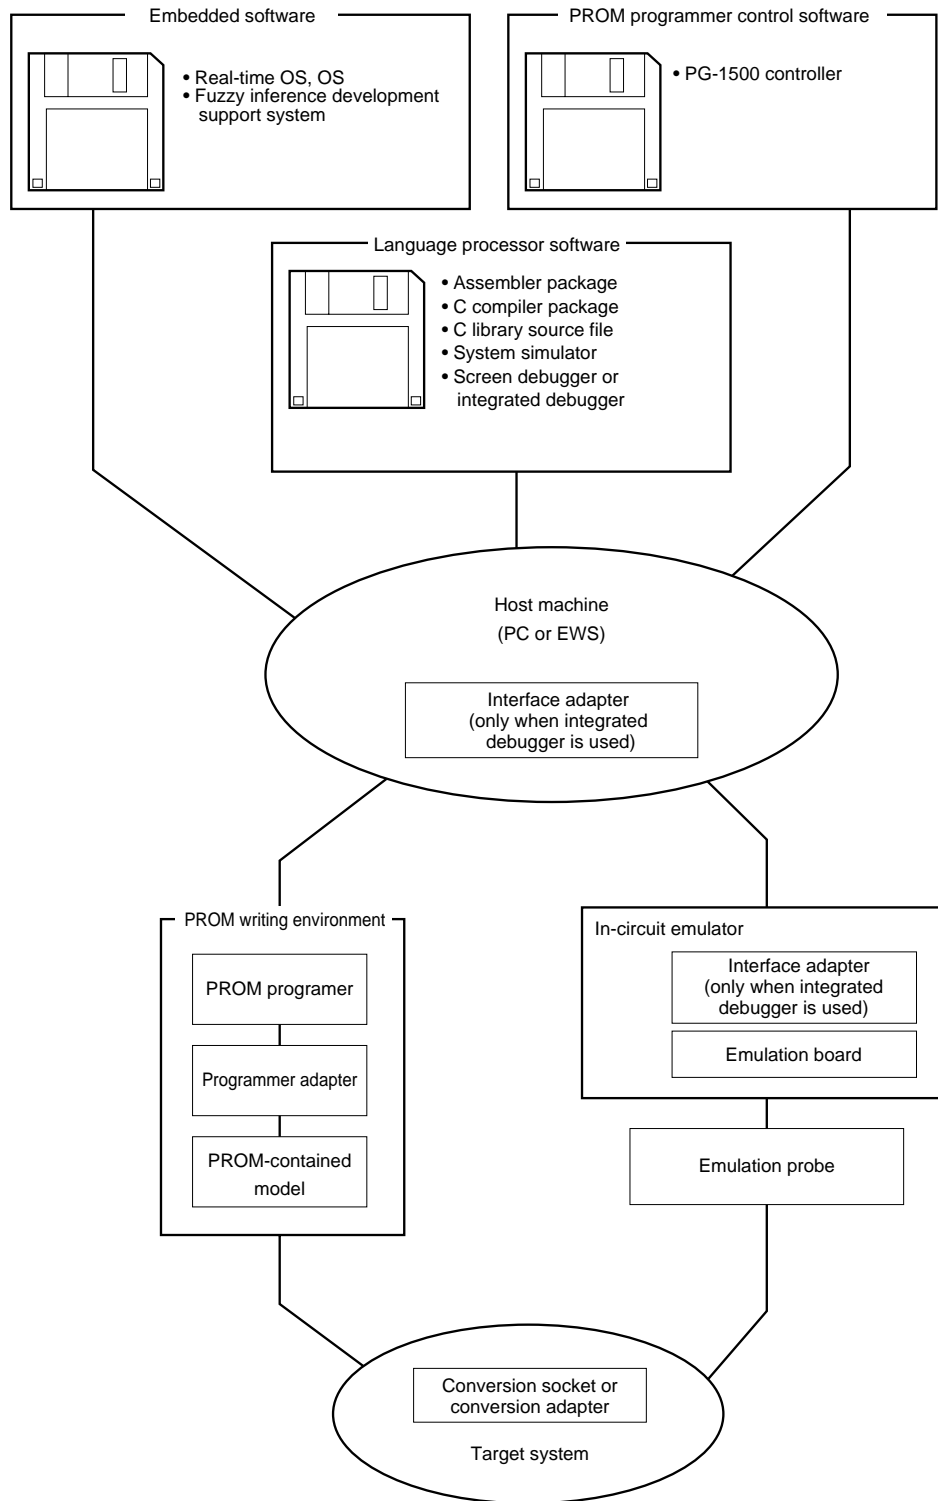 Embedded software
• Real-time OS, OS
• Fuzzy inference development
support system
PROM programmer control software
• PG-1500 controller
Language processor software
• Assembler package
• C compiler package
• C library source file
• System simulator
• Screen debugger or
integrated debugger
Host machine
(PC or EWS)
Interface adapter
(only when integrated
debugger is used)
PROM writing environment
PROM programer
Programmer adapter
PROM-contained
model
In-circuit emulator
Interface adapter
(only when integrated
debugger is used)
Emulation board
Emulation probe
Conversion socket or
conversion adapter
Target system